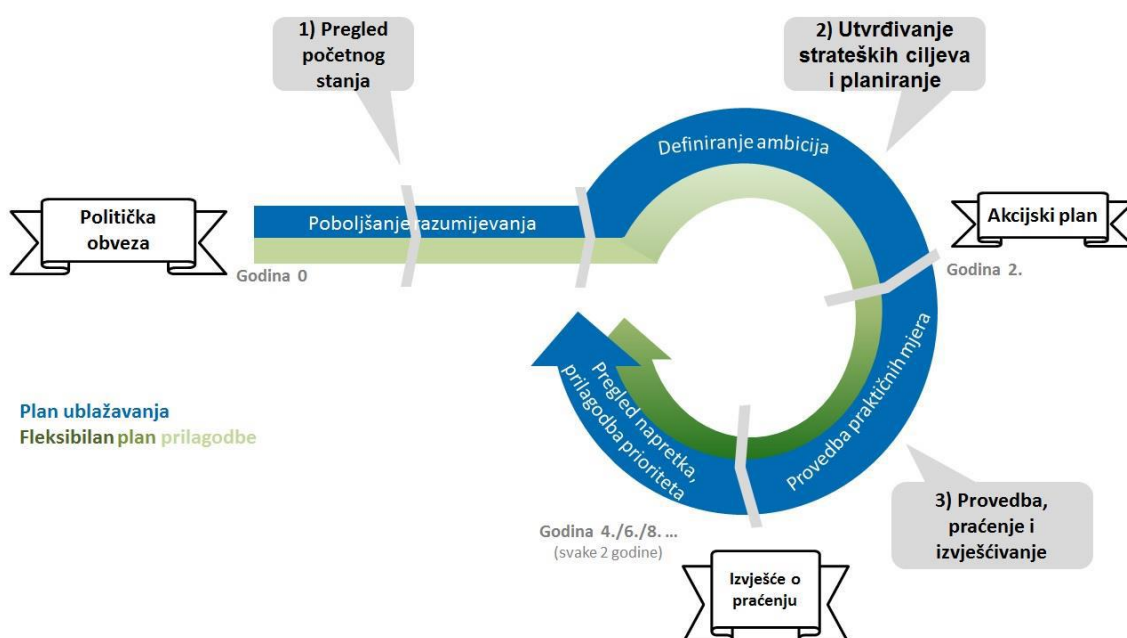 1) Pregled
početnog
stanja
2) Utvrđivanje
strateških ciljeva
i planiranje
Definiranje ambicija
Politička
obveza
Poboljšanje razumijevanja
Akcijski plan
Godina 0
Godina 2.
Provedba praktičnih mjera
Pregled napretka,
prilagodba prioriteta
Plan ublažavanja
Fleksibilan plan prilagodbe
3) Provedba,
praćenje i
izvješćivanje
Godina 4./6./8. ...
(svake 2 godine)
Izvješće o
praćenju